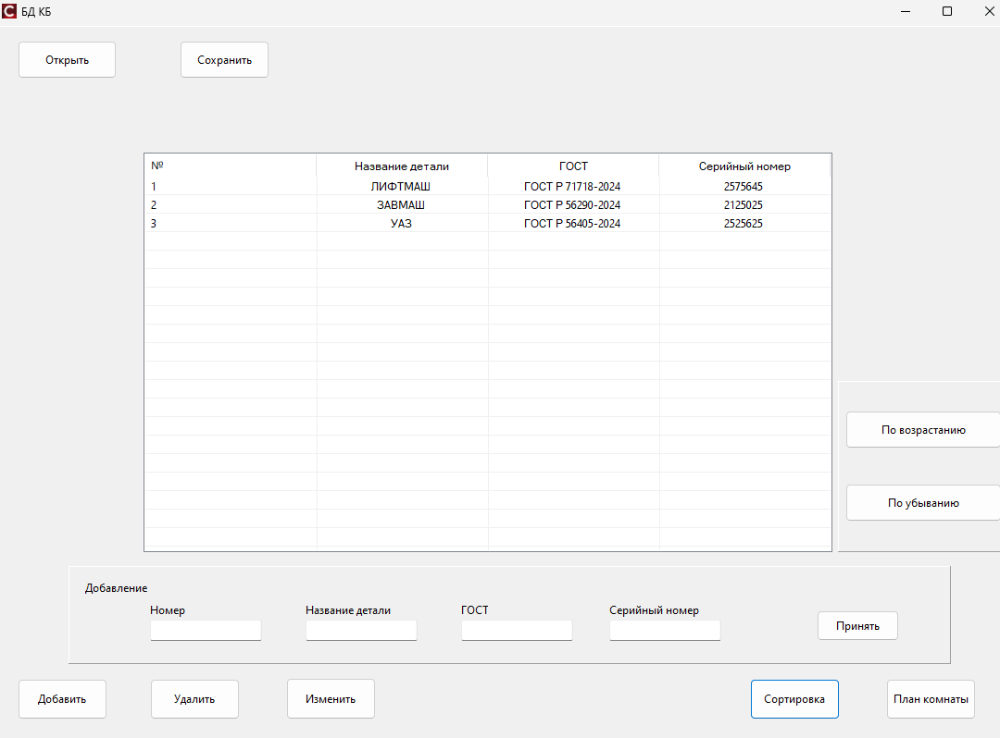 БД КБ
Открыть Сохранить
№ Название детали ГОСТ Серийный номер
1 ЛИФТМАШ ГОСТ Р 71718-2024 2575645
2 ЗАВМАШ ГОСТ Р 56290-2024 2125025
3 УАЗ ГОСТ Р 56405-2024 2525625
По возрастанию
По убыванию
Добавление
Номер Название детали ГОСТ Серийный номер
Принять
Добавить Удалить Изменить Сортировка План комнаты